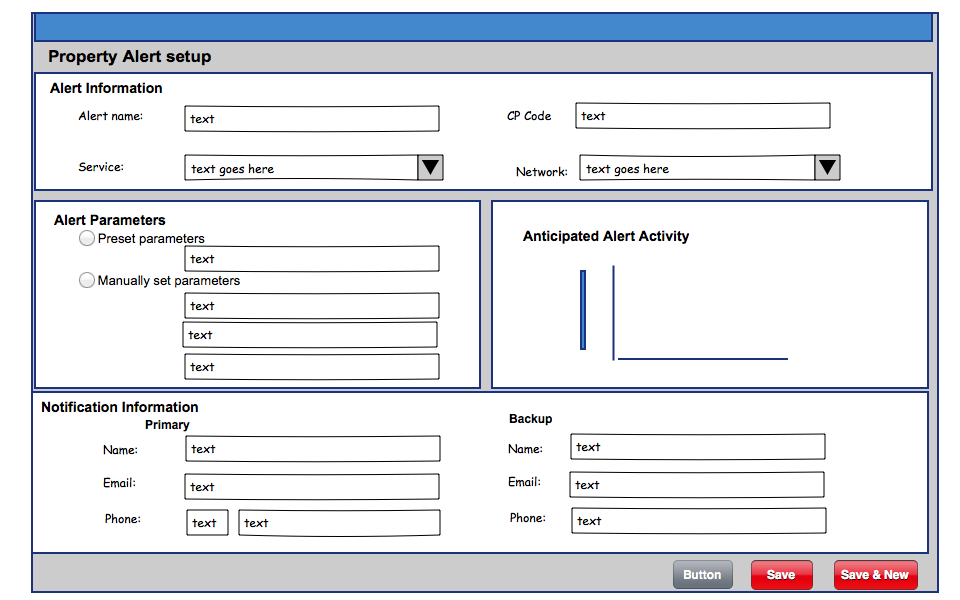 Property Alert setup
Alert Information
Alert name: text CP Code text
Service: text goes here Network: text goes here
Alert Parameters
Preset parameters
text
Manually set parameters
text
text
text
Anticipated Alert Activity
Notification Information
Primary
Name: text
Email: text
Phone: text text
Backup
Name: text
Email: text
Phone: text
Button Save Save & New